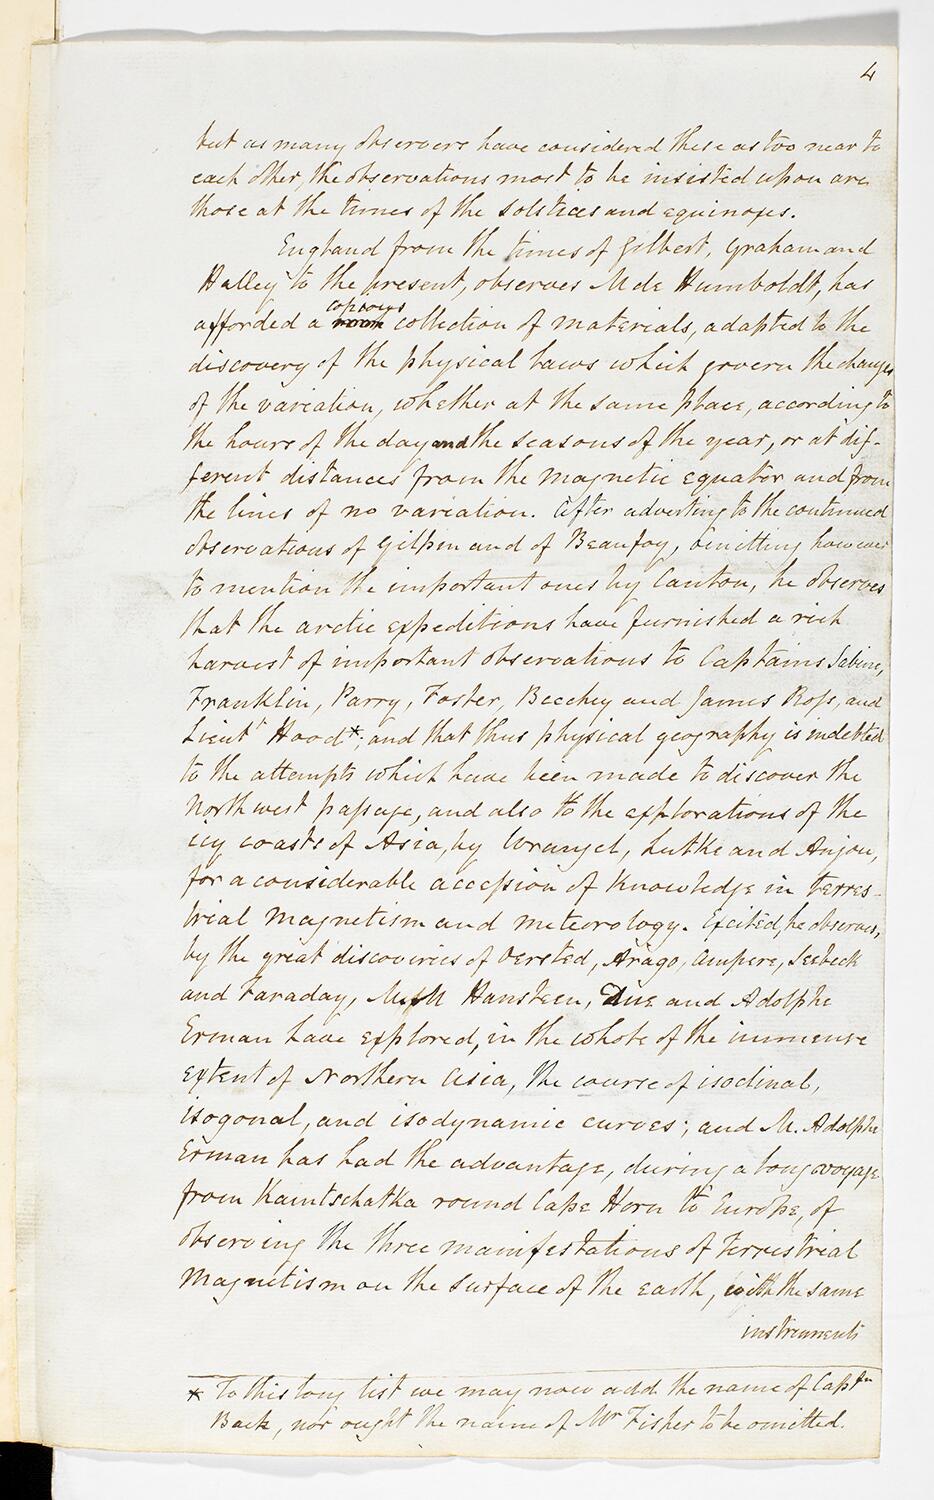 4
but as many observers have considered these as too near to
each other, the observations most to be insisted upon are
those at the times of the solstices and equinoxes.
England from the times of Gilbert, Graham and
Halley to the present, observes M de Humboldt, has
copious
afforded a collection of materials, adapted to the
discovery of the physical laws which govern the changes
of the variation, whether at the same place, according to
the hours of the day and the seasons of the year, or at dif-
ferent distances from the magnetic equator and from
the lines of no variation. After adverting to the continued
observations of Gilpin and of Beaufoy, omitting however
to mention the important ones by Canton, he observes
that the arctic expeditions have furnished a rich
harvest of important observations to Captains Sabine,
Franklin, Parry, Foster, Beechey and James Ross, and
Lieut Hood*; and that thus physical geography is indebted
to the attempts which have been made to discover the
North west passage, and also to the explorations of the
icy coasts of Asia, by Wrangel, Lutke and Anjou,
for a considerable accession of knowledge in terres-
trial magnetism and meteorology. Excited, he observes,
by the great discoveries of Oersted, Arago, Ampere, Seebeck
and Faraday, Hansteen, Due and Adolphe
Erman have explored, in the whole of the immense
extent of Northern Asia, the course of isoclinal,
isogonal, and isodynamic curves; and M. Adolphe
Erman has had the advantage, during a long voyage
from Kamtschatka round Cape Horn to Europe, of
observing the three manifestations of terrestrial
magnetism on the surface of the earth, with the same
instruments
* To this long list we may now add the name of Captn
Back, nor ought the name of Mr Fisher to be omitted.